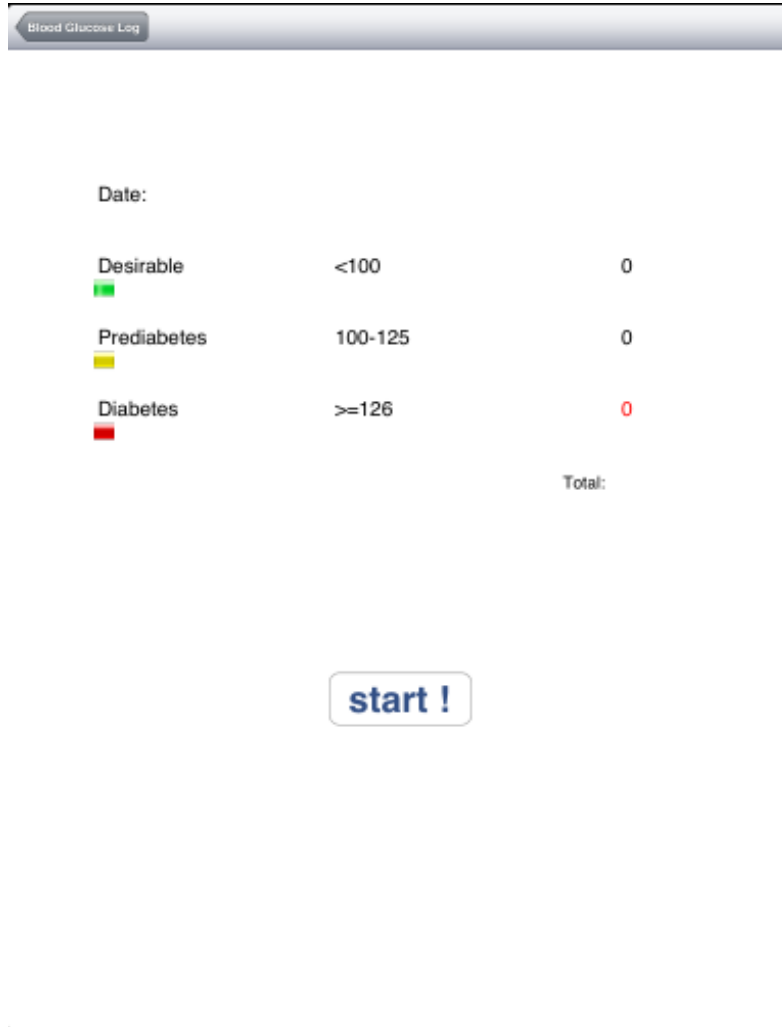 Blood Glucose Log
Date:
Desirable <100 0
Prediabetes 100-125 0
Diabetes >=126 0
Total:
start !